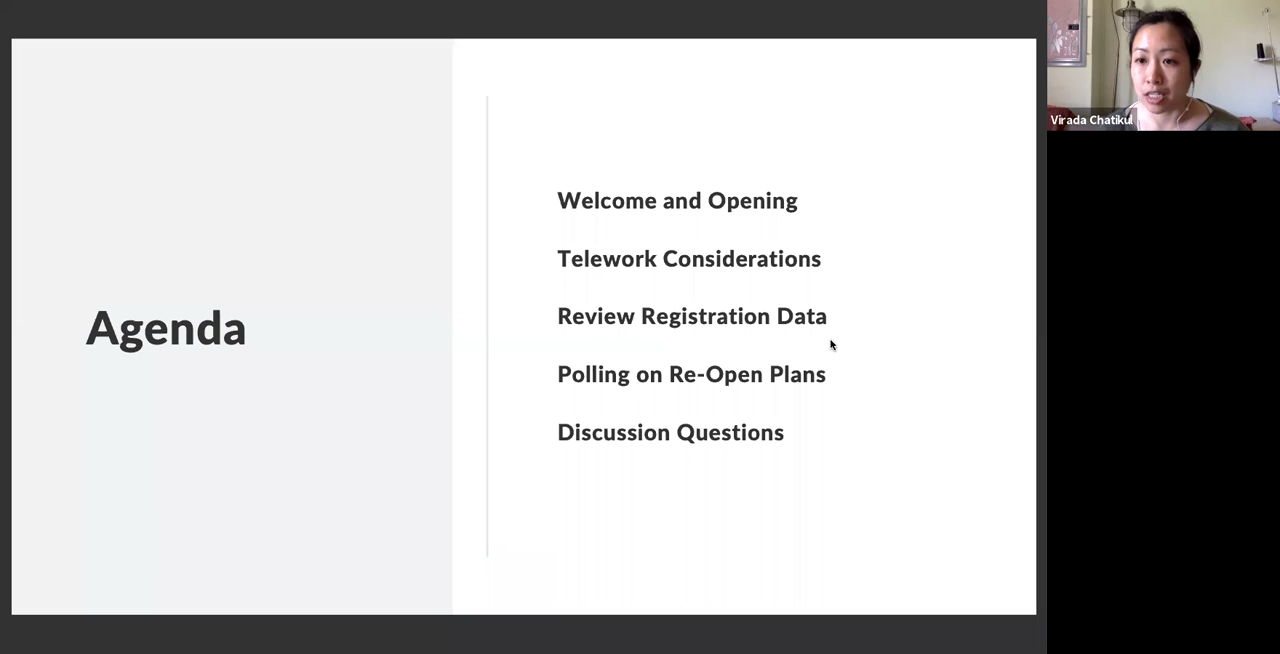 Agenda
Welcome and Opening
Telework Considerations
Review Registration Data
Polling on Re-Open Plans
Discussion Questions
Virada Chatikul